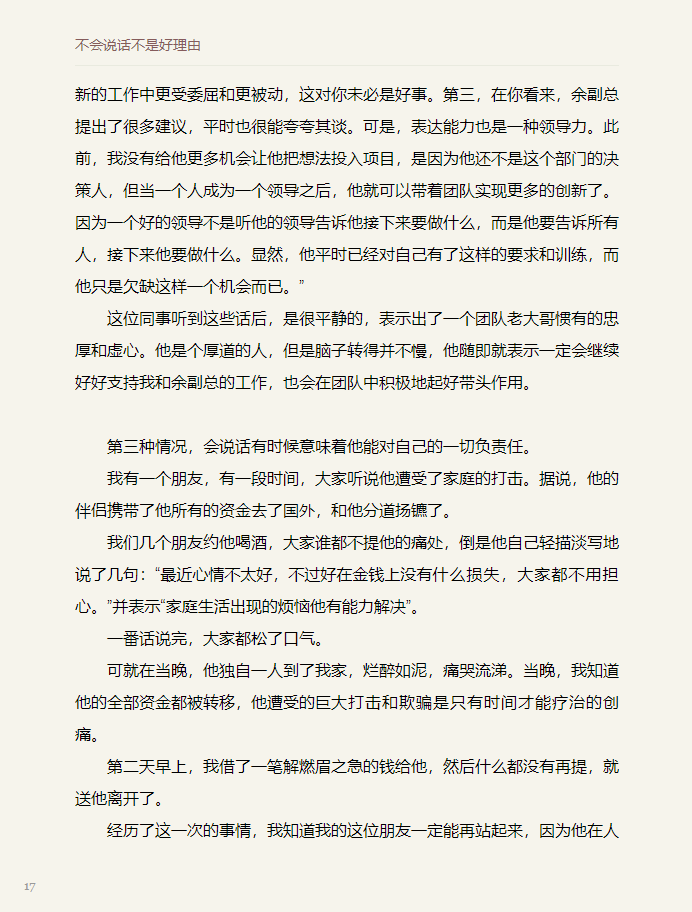 不会说话不是好理由
新的工作中更受委屈和更被动，这对你未必是好事。第三，在你看来，余副总
提出了很多建议，平时也很能夸夸其谈。可是，表达能力也是一种领导力。此
前，我没有给他更多机会让他把想法投入项目，是因为他还不是这个部门的决
策人，但当一个人成为一个领导之后，他就可以带着团队实现更多的创新了。
因为一个好的领导不是听他的领导告诉他接下来要做什么，而是他要告诉所有
人，接下来他要做什么。显然，他平时已经对自己有了这样的要求和训练，而
他只是欠缺这样一个机会而已。”
这位同事听到这些话后，是很平静的，表示出了一个团队老大哥惯有的忠
厚和虚心。他是个厚道的人，但是脑子转得并不慢，他随即就表示一定会继续
好好支持我和余副总的工作，也会在团队中积极地起好带头作用。
第三种情况，会说话有时候意味着他能对自己的一切负责任。
我有一个朋友，有一段时间，大家听说他遭受了家庭的打击。据说，他的
伴侣携带了他所有的资金去了国外，和他分道扬镳了。
我们几个朋友约他喝酒，大家谁都不提他的痛处，倒是他自己轻描淡写地
说了几句：“最近心情不太好，不过好在金钱上没有什么损失，大家都不用担
心。”并表示“家庭生活出现的烦恼他有能力解决”。
一番话说完，大家都松了口气。
可就在当晚，他独自一人到了我家，烂醉如泥，痛哭流涕。当晚，我知道
他的全部资金都被转移，他遭受的巨大打击和欺骗是只有时间才能疗治的创
痛。
第二天早上，我借了一笔解燃眉之急的钱给他，然后什么都没有再提，就
送他离开了。
经历了这一次的事情，我知道我的这位朋友一定能再站起来，因为他在人
17